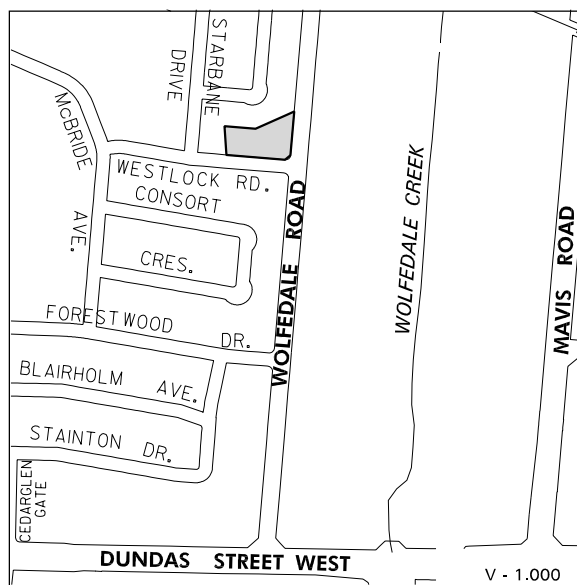 STARBANE
DRIVE
McBRIDE
AVE.
WESTLOCK RD.
CONSORT
CRES.
WOLFEDALE ROAD
WOLFEDALE CREEK
MAVIS ROAD
FORESTWOOD DR.
BLAIRHOLM AVE.
STAINTON DR.
CEDARGLEN
GATE
DUNDAS STREET WEST
V - 1.000